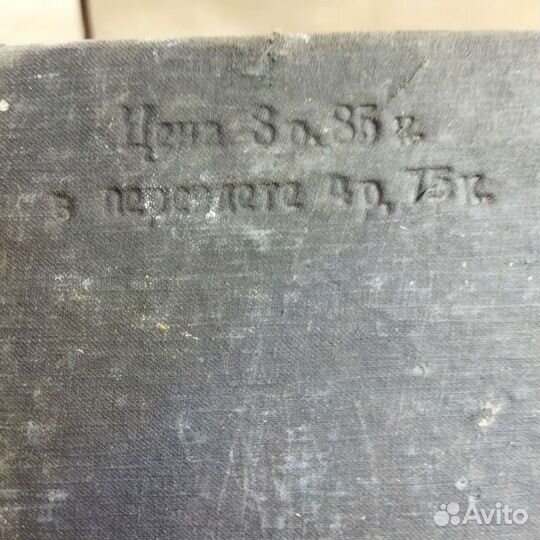 Цена 3 р. 85 к.
в переплете 4 р. 75 к.
Avito